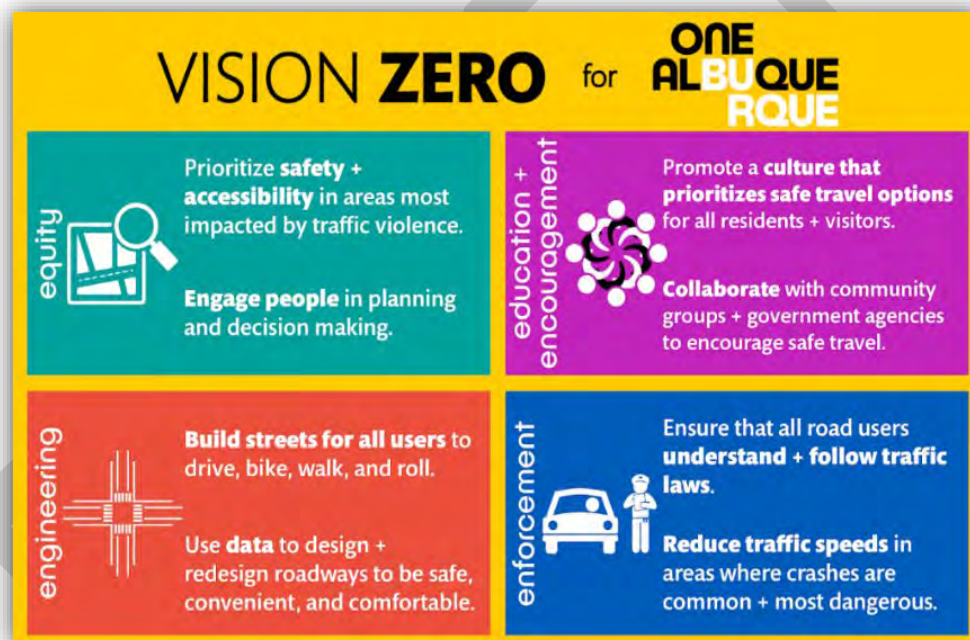 VISION ZERO for ONE
ALBUQUE
RQUE
equity
Prioritize safety +
accessibility in areas most
impacted by traffic violence.
Engage people in planning
and decision making.
education +
encouragement
Promote a culture that
prioritizes safe travel options
for all residents + visitors.
Collaborate with community
groups + government agencies
to encourage safe travel.
engineering
Build streets for all users to
drive, bike, walk, and roll.
Use data to design +
redesign roadways to be safe,
convenient, and comfortable.
enforcement
Ensure that all road users
understand + follow traffic
laws.
Reduce traffic speeds in
areas where crashes are
common + most dangerous.